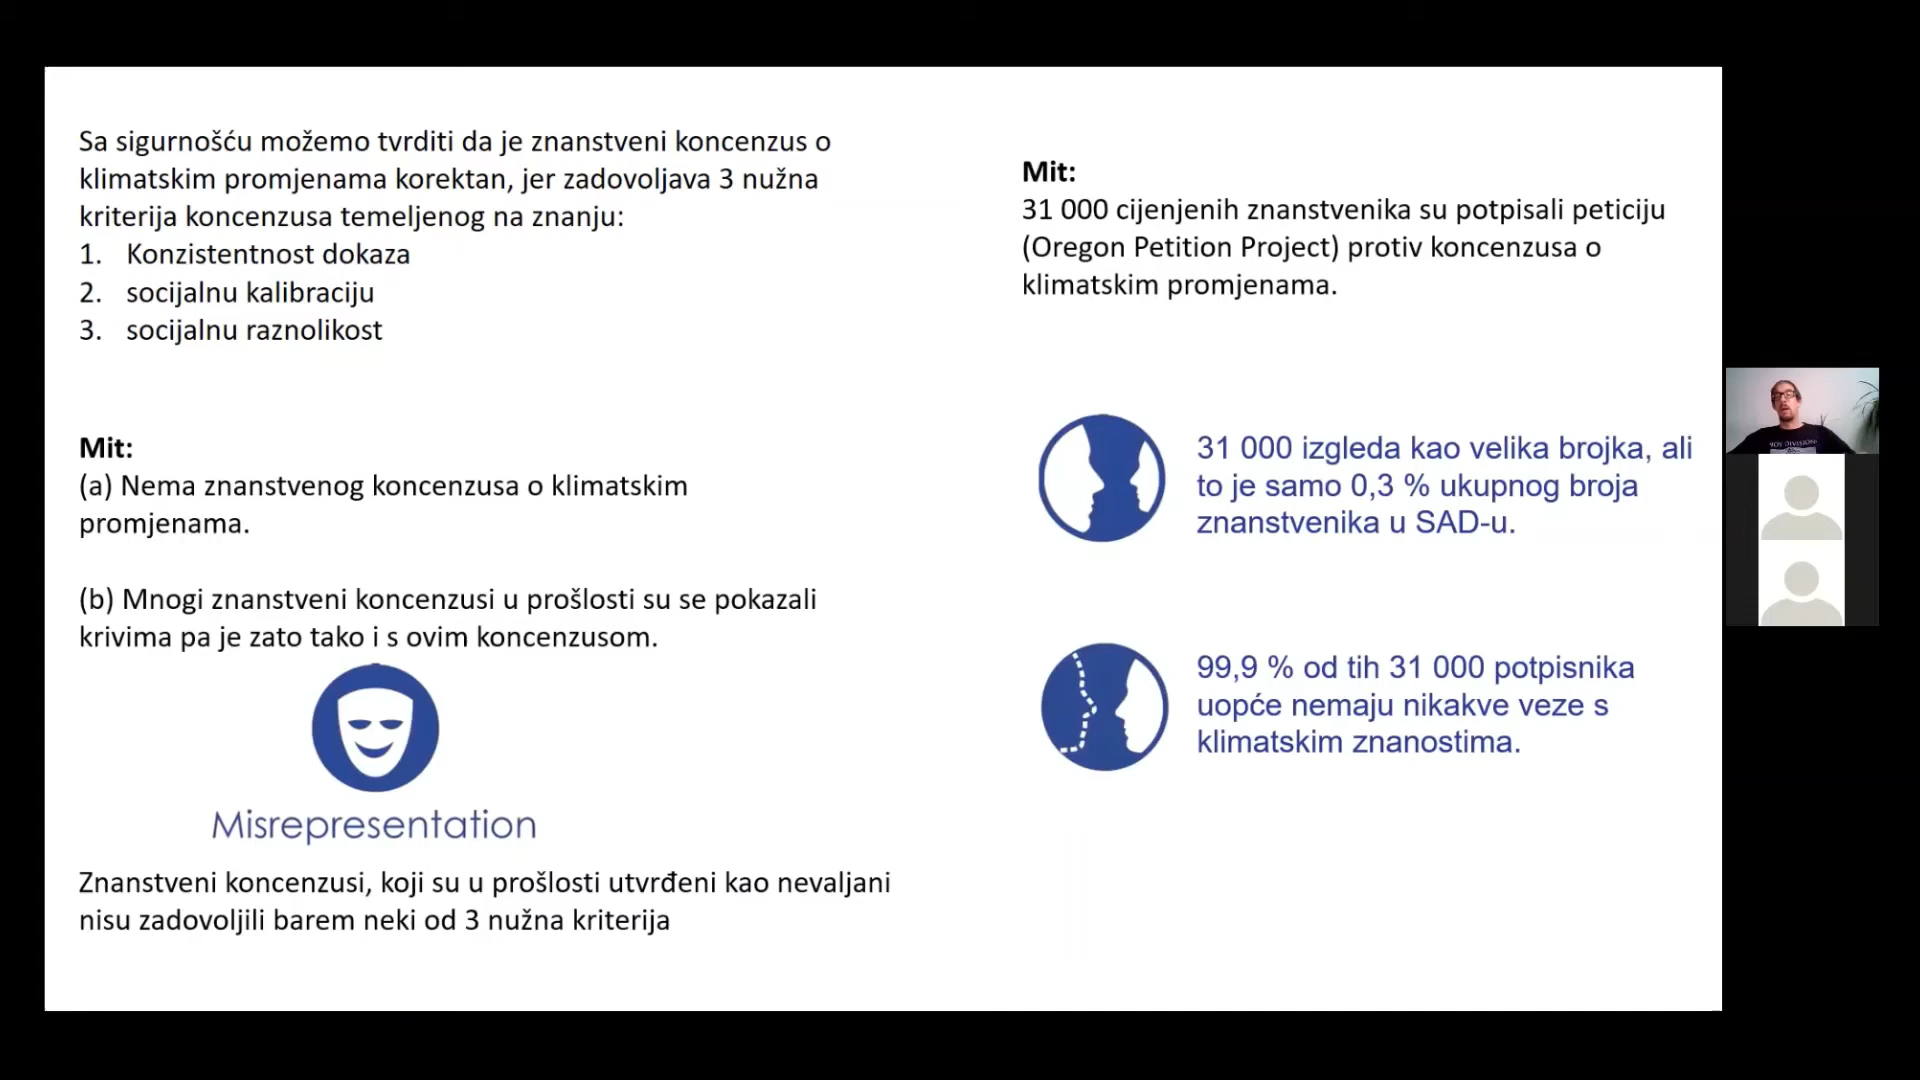 Sa sigurnošću možemo tvrditi da je znanstveni koncenzus o
klimatskim promjenama korektan, jer zadovoljava 3 nužna
kriterija koncenzusa temeljenog na znanju:
1. Konzistentnost dokaza
2. socijalnu kalibraciju
3. socijalnu raznolikost
Mit:
(a) Nema znanstvenog koncenzusa o klimatskim
promjenama.
(b) Mnogi znanstveni koncenzusi u prošlosti su se pokazali
krivima pa je zato tako i s ovim koncenzusom.
Misrepresentation
Znanstveni koncenzusi, koji su u prošlosti utvrđeni kao nevaljani
nisu zadovoljili barem neki od 3 nužna kriterija
Mit:
31 000 cijenjenih znanstvenika su potpisali peticiju
(Oregon Petition Project) protiv koncenzusa o
klimatskim promjenama.
31 000 izgleda kao velika brojka, ali
to je samo 0,3 % ukupnog broja
znanstvenika u SAD-u.
99,9 % od tih 31 000 potpisnika
uopće nemaju nikakve veze s
klimatskim znanostima.
JOY DIVISION